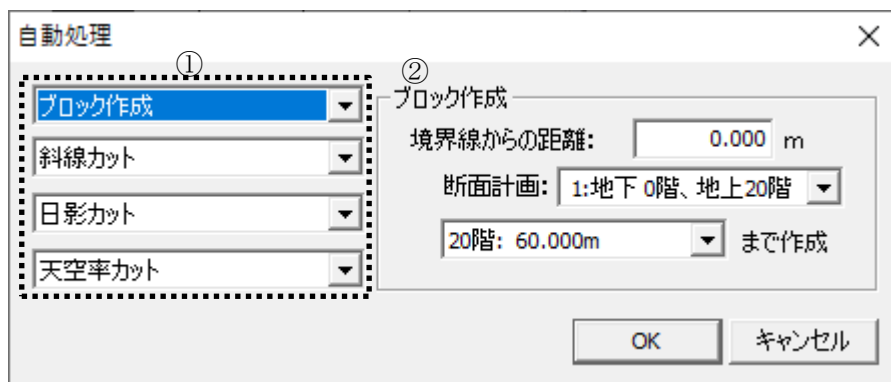 自動処理
①
ブロック作成
斜線カット
日影カット
天空率カット
②
ブロック作成
境界線からの距離: 0.000 m
断面計画: 1:地下 0階、地上20階
20階: 60.000m まで作成
OK キャンセル